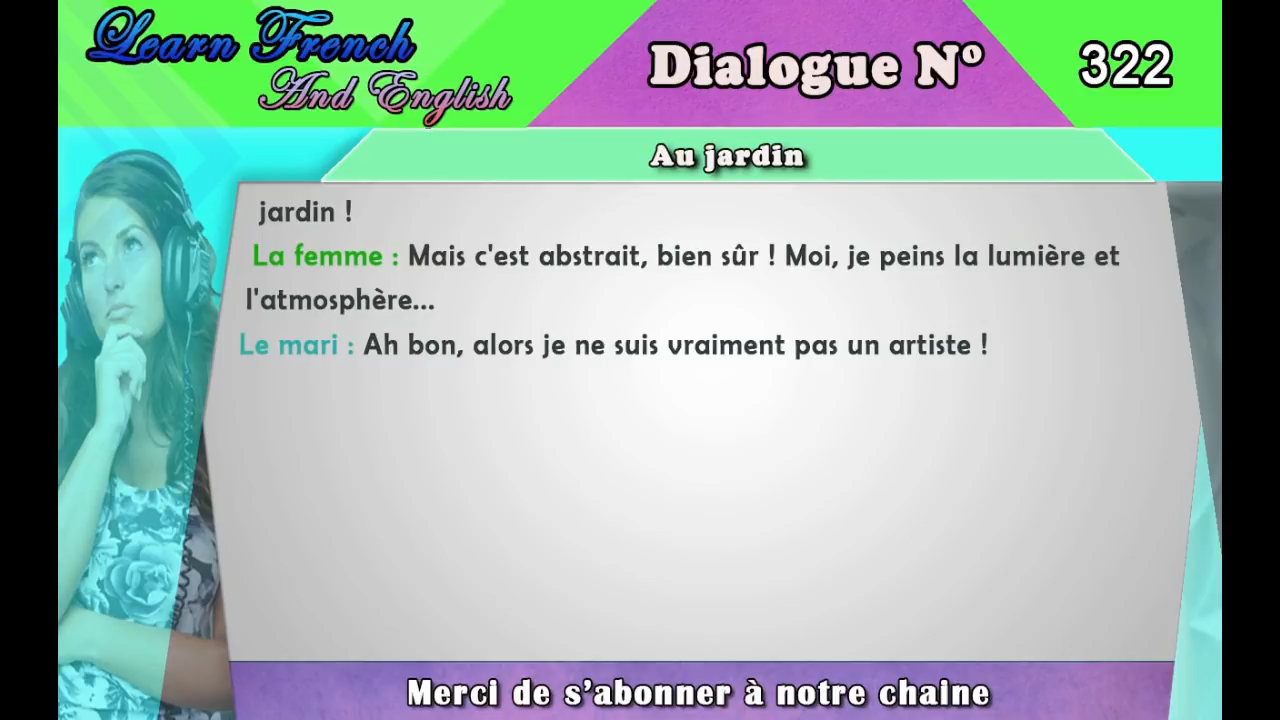 Learn French
And English
Dialogue N°
322
Au jardin
jardin !
La femme : Mais c'est abstrait, bien sûr ! Moi, je peins la lumière et
l'atmosphère...
Le mari : Ah bon, alors je ne suis vraiment pas un artiste !
Merci de s'abonner à notre chaine